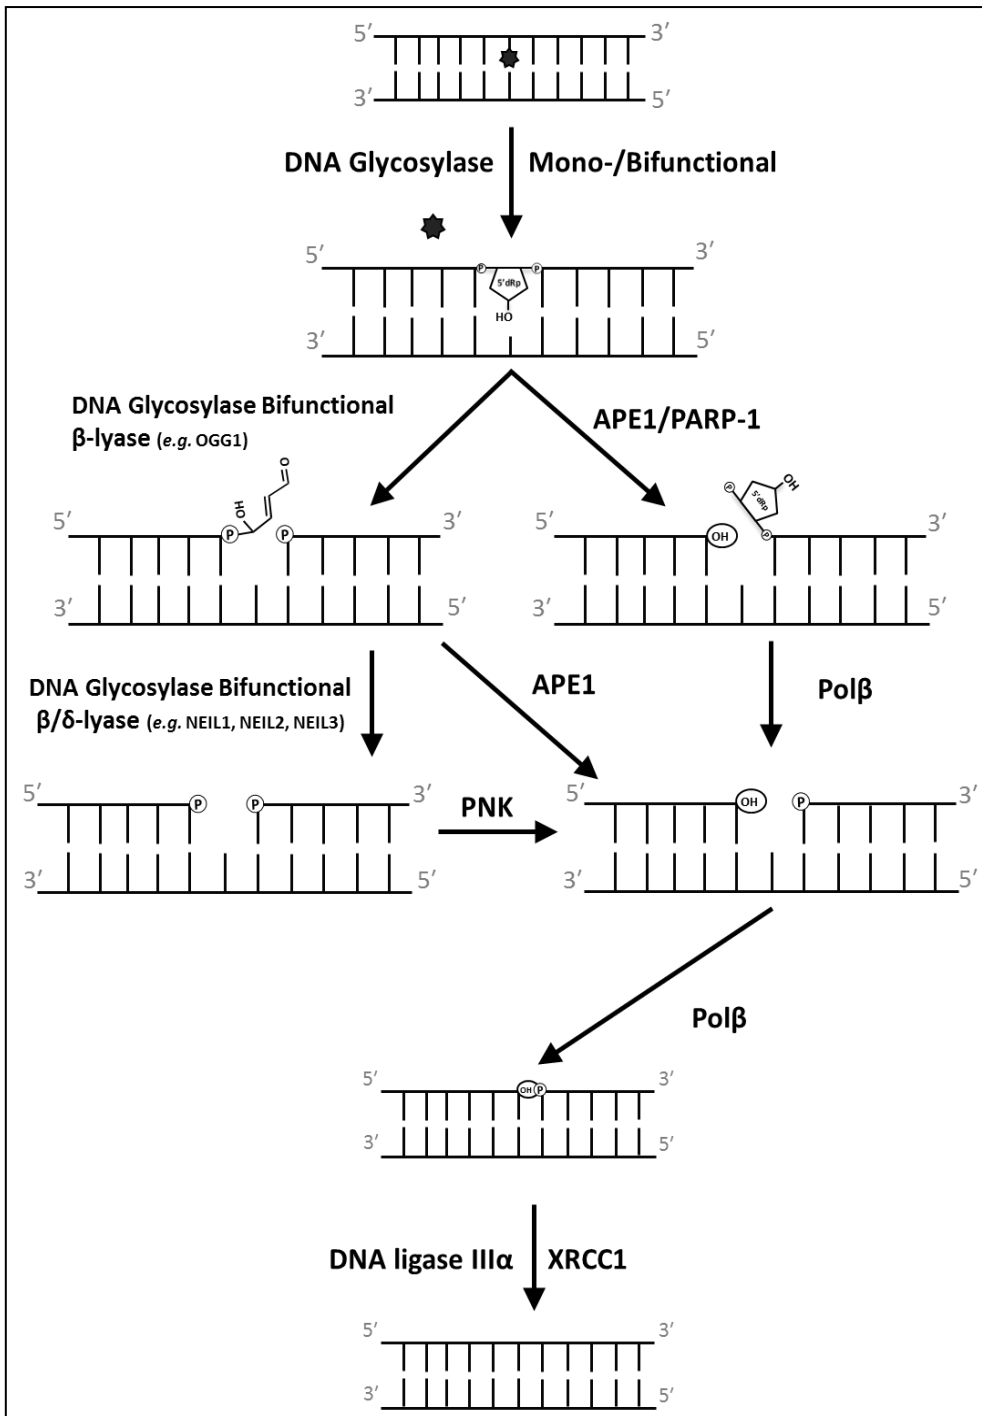 5′ 3′
3′ 5′
DNA Glycosylase Mono-/Bifunctional
5′ 3′
P P
5'dRp
HO
3′ 5′
DNA Glycosylase Bifunctional
β-lyase (e.g. OGG1)
APE1/PARP-1
O
HO
P P
5′ 3′
3′ 5′
OH
P 5'dRp
P
OH
5′ 3′
3′ 5′
DNA Glycosylase Bifunctional
β/δ-lyase (e.g. NEIL1, NEIL2, NEIL3)
APE1
Polβ
5′ P P 3′
3′ 5′
PNK
5′ OH P 3′
3′ 5′
Polβ
5′ 3′
OH P
3′ 5′
DNA ligase IIIα XRCC1
5′ 3′
3′ 5′